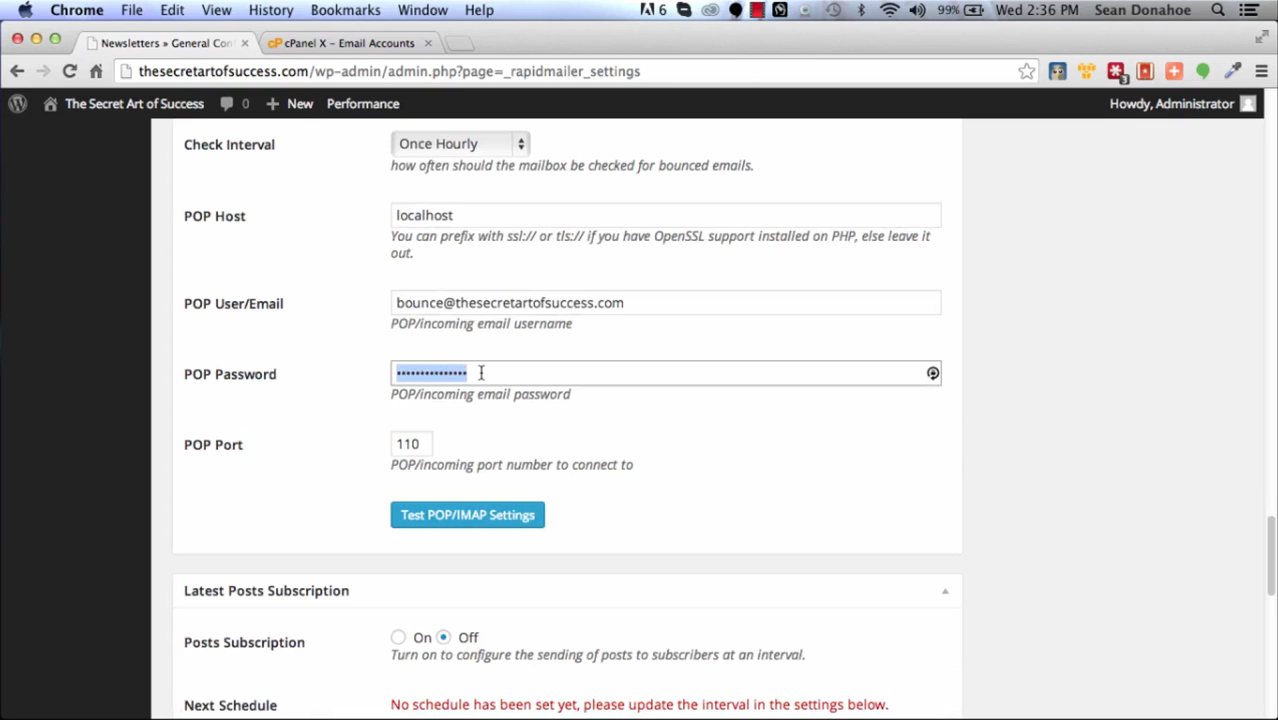 Chrome File Edit View History Bookmarks Window Help 6 99% Wed 2:36 PM Sean Donahoe
Newsletters » General Con × cP cPanel X – Email Accounts ×
thesecretartofsuccess.com/wp-admin/admin.php?page=_rapidmailer_settings 3
The Secret Art of Success 0 + New Performance Howdy, Administrator
Check Interval Once Hourly
how often should the mailbox be checked for bounced emails.
POP Host localhost
You can prefix with ssl:// or tls:// if you have OpenSSL support installed on PHP, else leave it
out.
POP User/Email bounce@thesecretartofsuccess.com
POP/incoming email username
POP Password •••••••••••••••
POP/incoming email password
POP Port 110
POP/incoming port number to connect to
Test POP/IMAP Settings
Latest Posts Subscription
Posts Subscription On Off
Turn on to configure the sending of posts to subscribers at an interval.
Next Schedule No schedule has been set yet, please update the interval in the settings below.